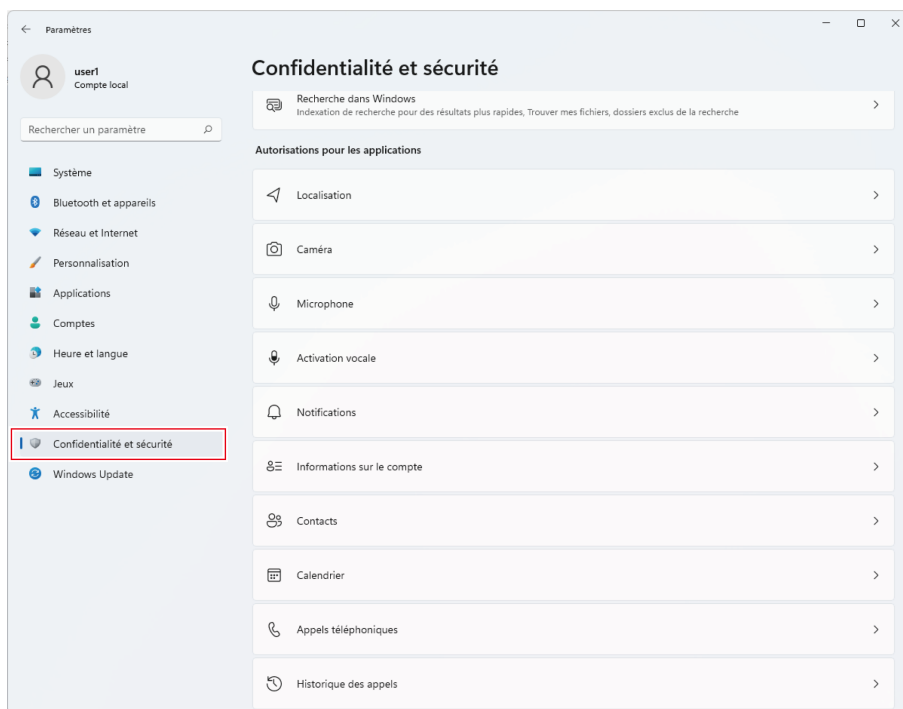 Paramètres
user1
Compte local
Rechercher un paramètre
Système
Bluetooth et appareils
Réseau et Internet
Personnalisation
Applications
Comptes
Heure et langue
Jeux
Accessibilité
Confidentialité et sécurité
Windows Update
Confidentialité et sécurité
Recherche dans Windows
Indexation de recherche pour des résultats plus rapides, Trouver mes fichiers, dossiers exclus de la recherche
Autorisations pour les applications
Localisation
Caméra
Microphone
Activation vocale
Notifications
Informations sur le compte
Contacts
Calendrier
Appels téléphoniques
Historique des appels